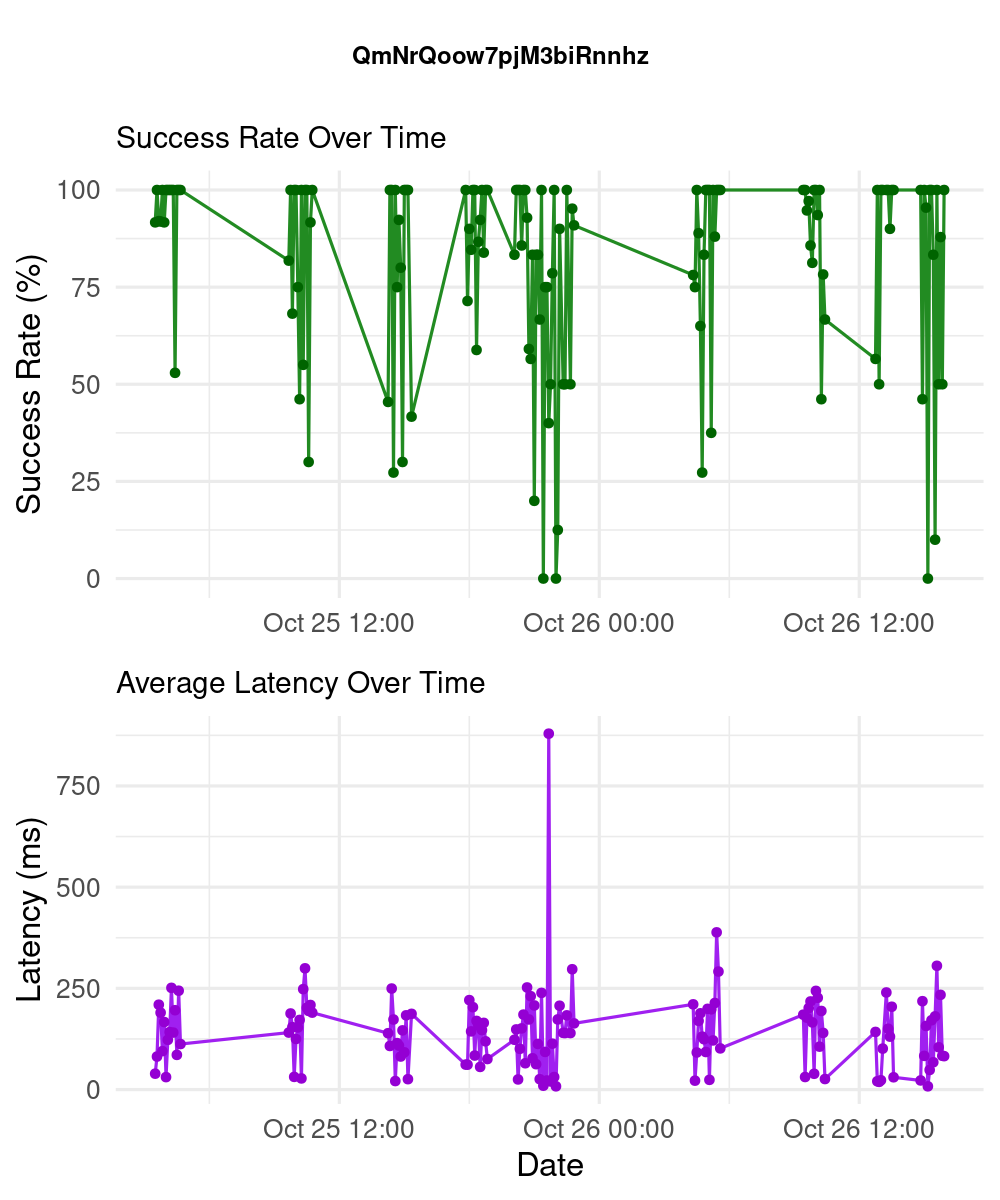 QmNrQoow7pjM3biRnnhz
Success Rate Over Time
Success Rate (%)
100
75
50
25
0
Oct 25 12:00
Oct 26 00:00
Oct 26 12:00
Average Latency Over Time
Latency (ms)
750
500
250
0
Oct 25 12:00
Oct 26 00:00
Oct 26 12:00
Date